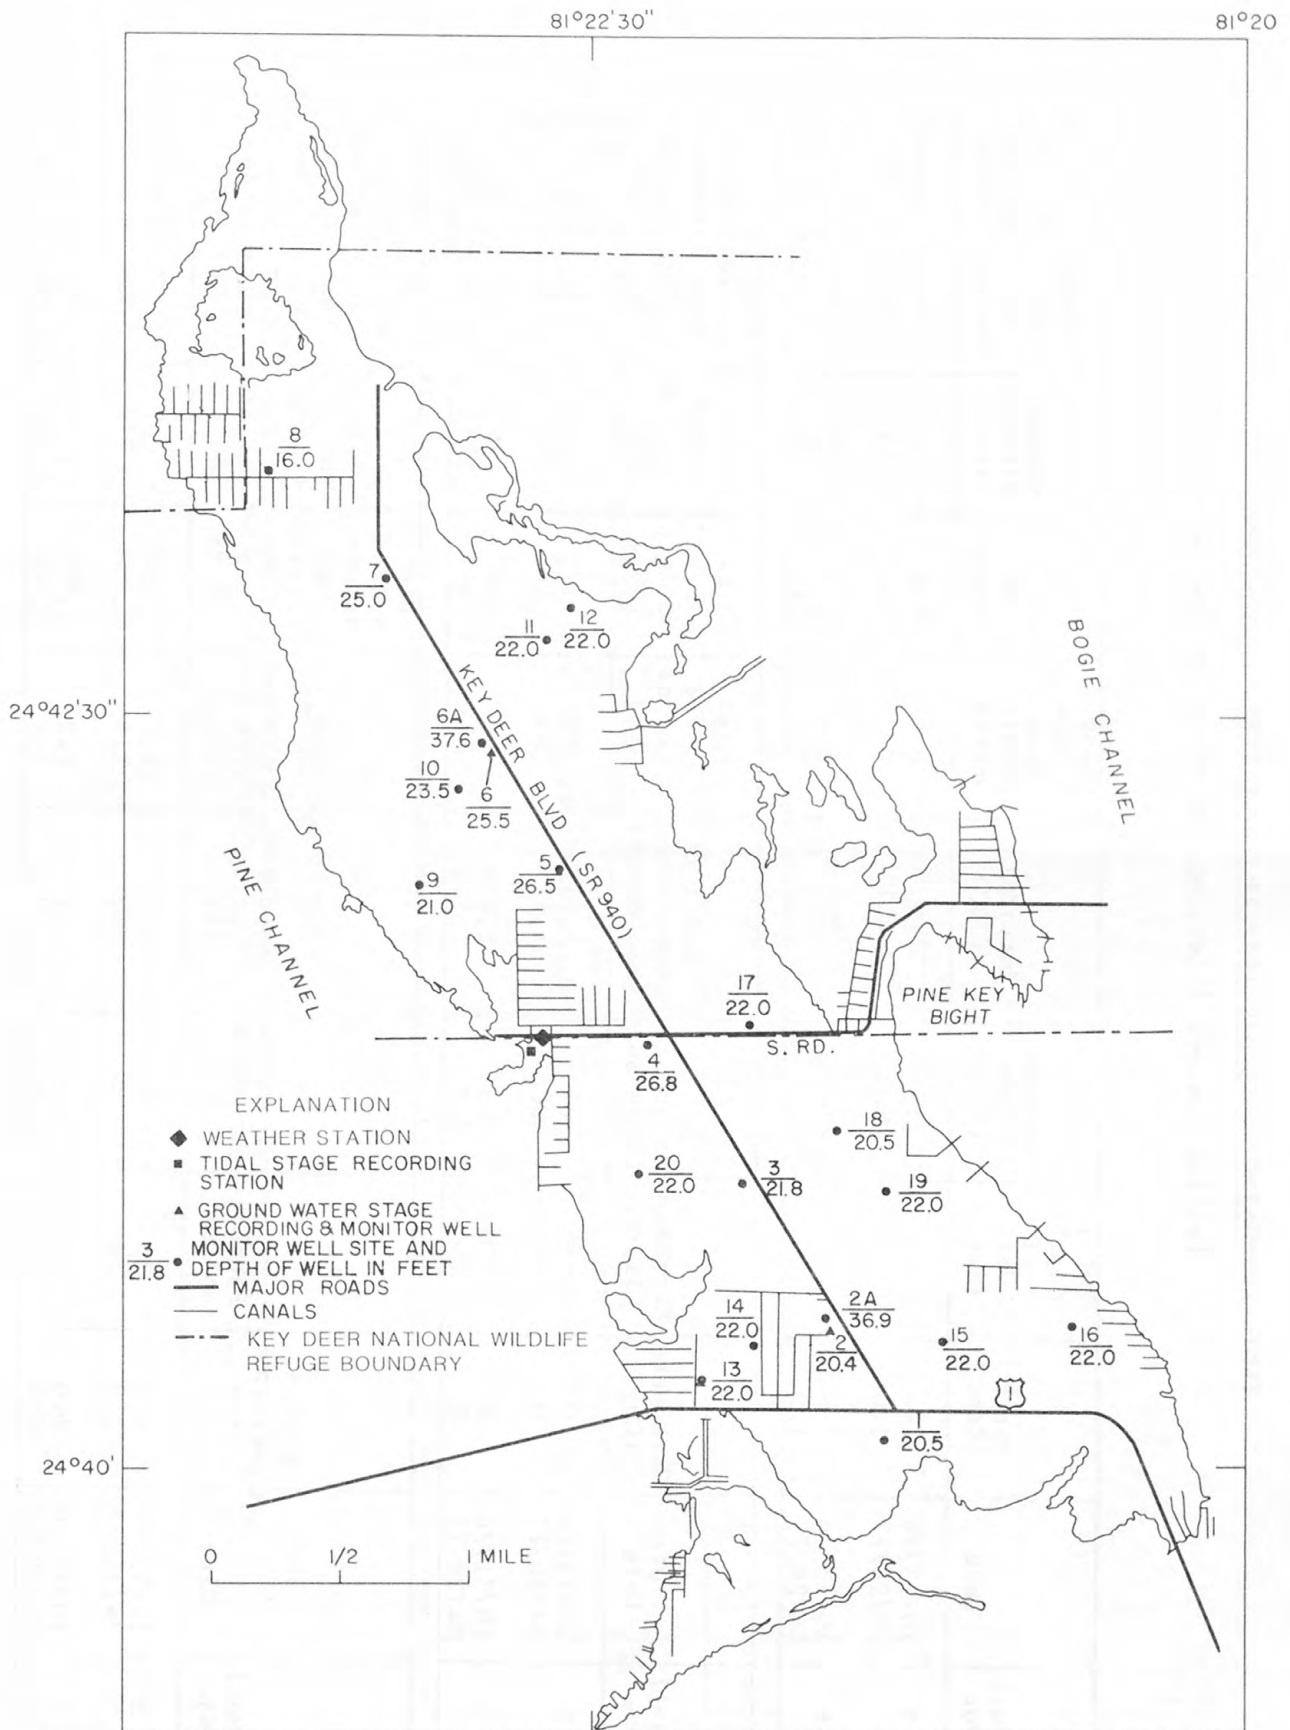 81°22'30"
81°20
8
16.0
7
25.0
12
22.0
11
22.0
BOGIE CHANNEL
KEY DEER BLVD (SR940)
24°42'30"
6A
37.6
10
23.5
6
25.5
5
26.5
9
21.0
PINE CHANNEL
17
22.0
PINE KEY
BIGHT
S. RD.
4
26.8
EXPLANATION
WEATHER STATION
TIDAL STAGE RECORDING
STATION
GROUND WATER STAGE
RECORDING & MONITOR WELL
3
21.8
MONITOR WELL SITE AND
DEPTH OF WELL IN FEET
MAJOR ROADS
CANALS
KEY DEER NATIONAL WILDLIFE
REFUGE BOUNDARY
18
20.5
20
22.0
3
21.8
19
22.0
14
22.0
2A
36.9
2
20.4
15
22.0
16
22.0
13
22.0
1
1
20.5
24°40'
0 1/2 1 MILE